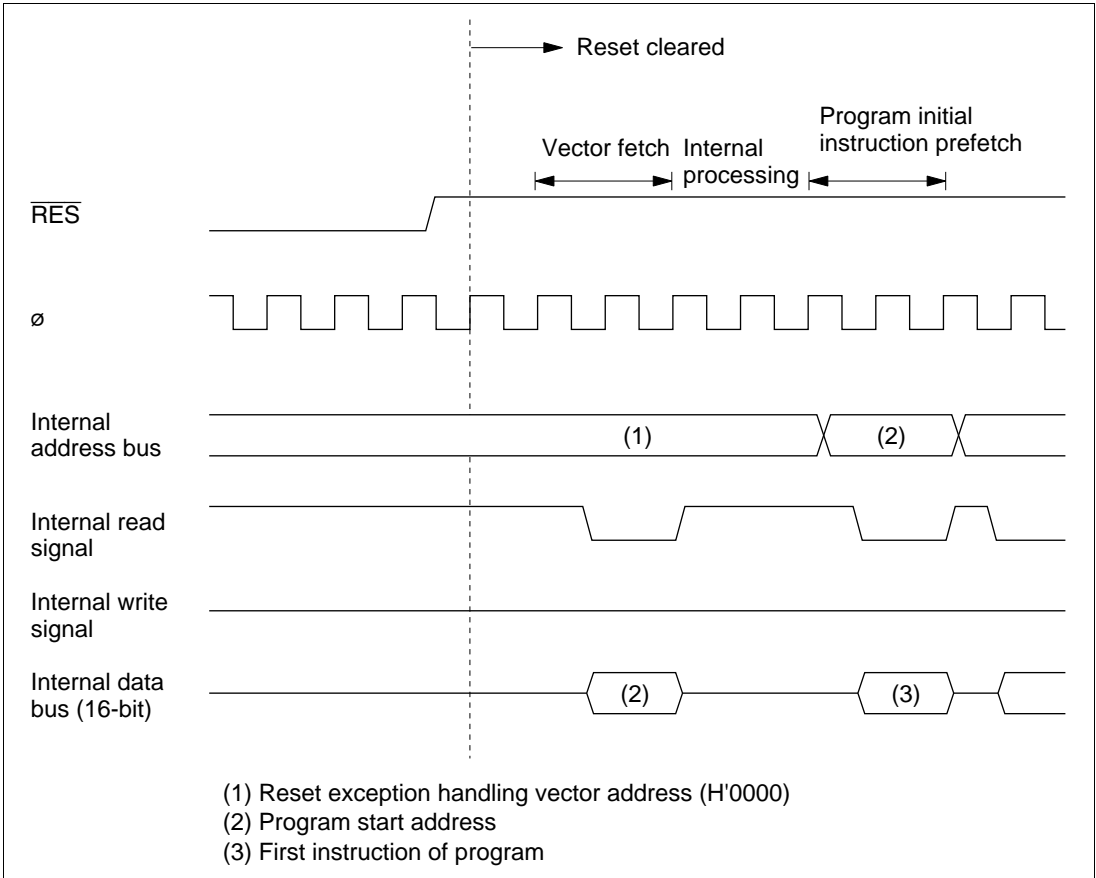 Reset cleared
Program initial
Vector fetch Internal instruction prefetch
processing
RES
ø
Internal
address bus
(1)
(2)
Internal read
signal
Internal write
signal
Internal data
bus (16-bit)
(2)
(3)
(1) Reset exception handling vector address (H'0000)
(2) Program start address
(3) First instruction of program